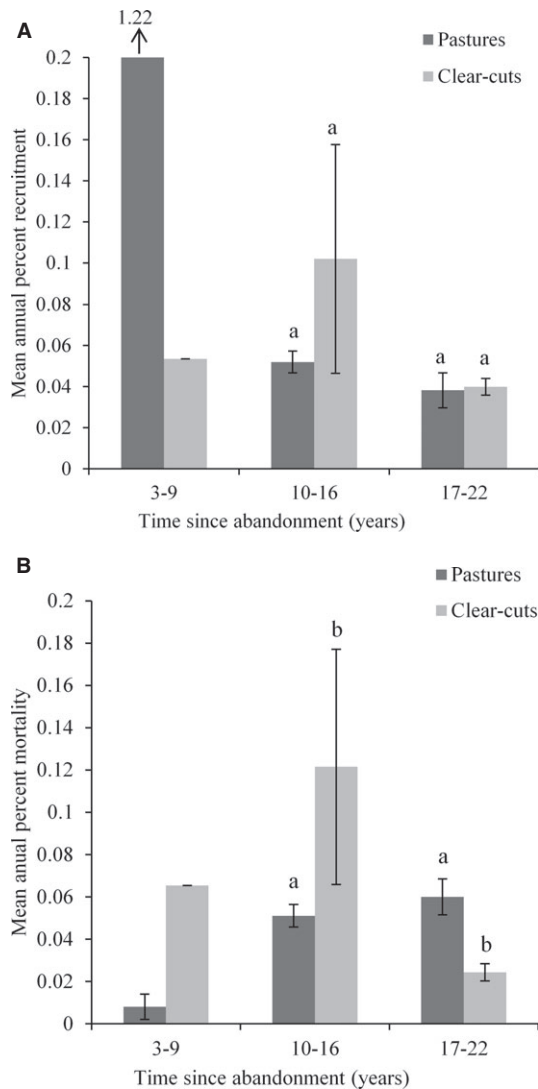 A
1.22
Pastures
Clear-cuts
Mean annual percent recruitment
0.2
0.18
0.16
0.14
0.12
0.1
0.08
0.06
0.04
0.02
0
a
a
a
a
3-9
10-16
17-22
Time since abandonment (years)
B
Pastures
Clear-cuts
Mean anual percent mortality
0.2
0.18
0.16
0.14
0.12
0.1
0.08
0.06
0.04
0.02
0
b
a
a
b
3-9
10-16
17-22
Time since abandonment (years)